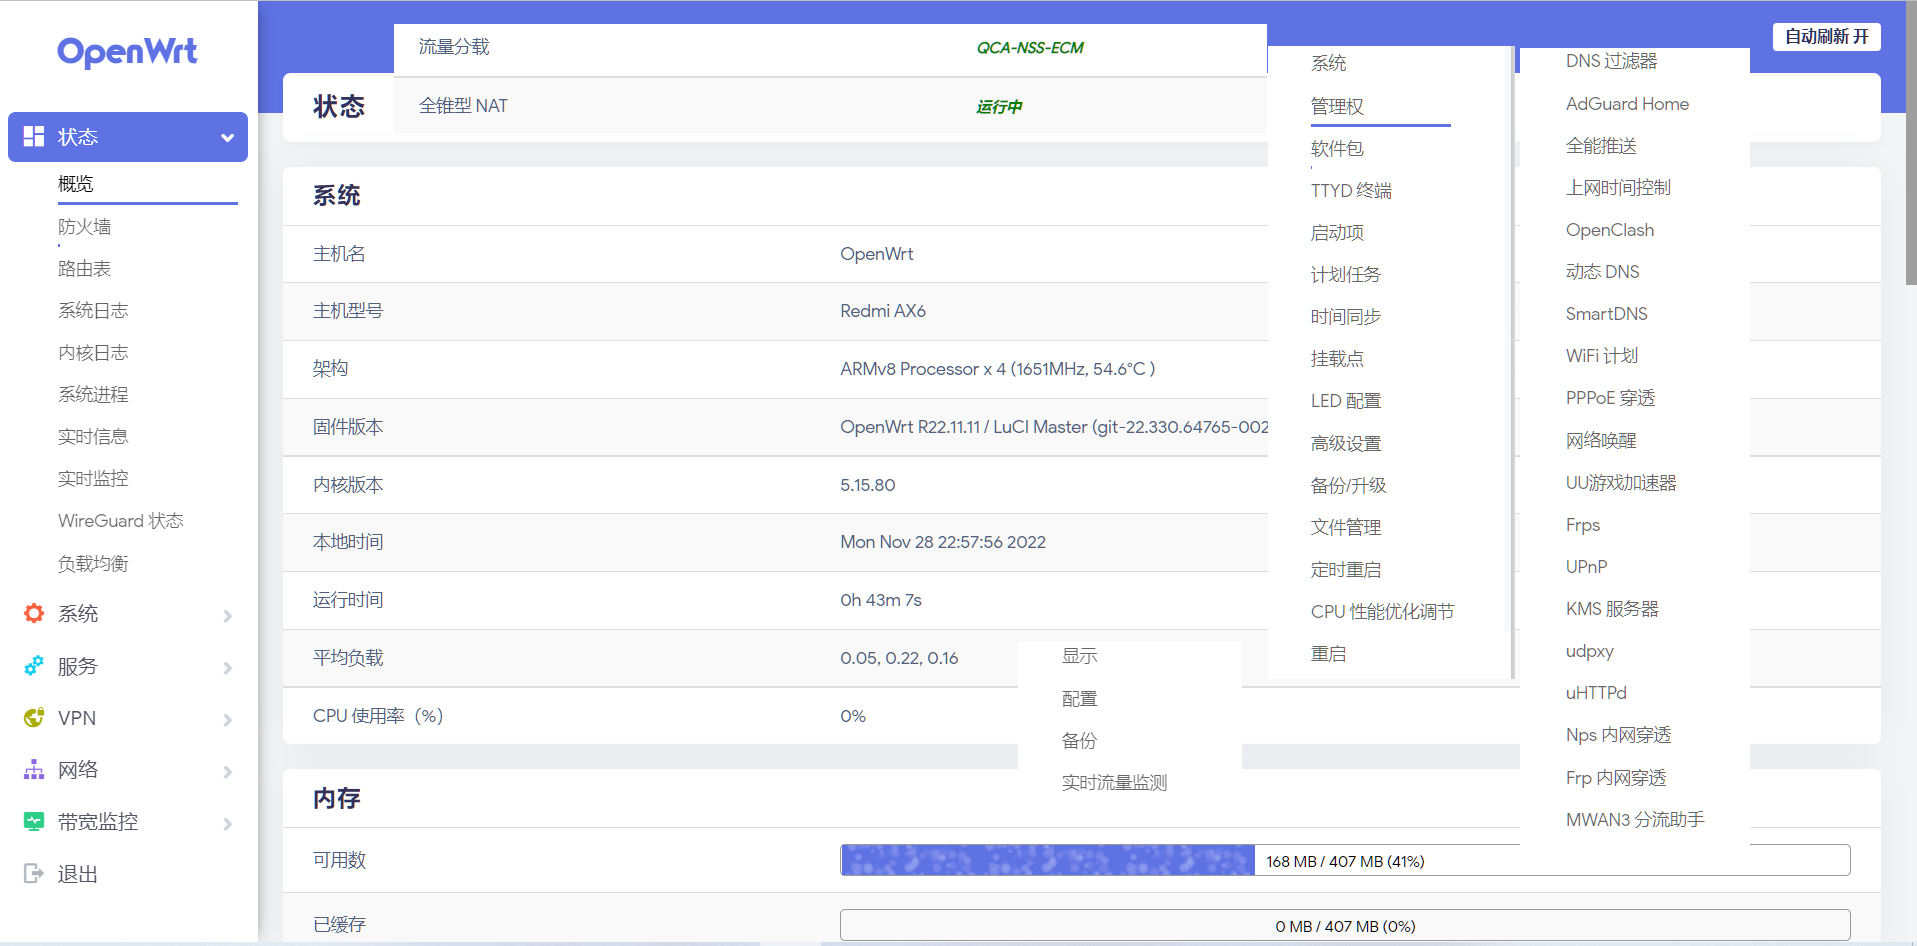 OpenWrt
状态
概览
防火墙
路由表
系统日志
内核日志
系统进程
实时信息
实时监控
WireGuard 状态
负载均衡
系统
服务
VPN
网络
带宽监控
退出
流量分载 QCA-NSS-ECM
全锥型 NAT 运行中
自动刷新 开
状态
系统
主机名 OpenWrt
主机型号 Redmi AX6
架构 ARMv8 Processor x 4 (1651MHz, 54.6°C )
固件版本 OpenWrt R22.11.11 / LuCI Master (git-22.330.64765-002
内核版本 5.15.80
本地时间 Mon Nov 28 22:57:56 2022
运行时间 0h 43m 7s
平均负载 0.05, 0.22, 0.16
CPU 使用率（%） 0%
内存
可用数 168 MB / 407 MB (41%)
已缓存 0 MB / 407 MB (0%)
显示
配置
备份
实时流量监测
系统
管理权
软件包
TTYD 终端
启动项
计划任务
时间同步
挂载点
LED 配置
高级设置
备份/升级
文件管理
定时重启
CPU 性能优化调节
重启
DNS 过滤器
AdGuard Home
全能推送
上网时间控制
OpenClash
动态 DNS
SmartDNS
WiFi 计划
PPPoE 穿透
网络唤醒
UU游戏加速器
Frps
UPnP
KMS 服务器
udpxy
uHTTPd
Nps 内网穿透
Frp 内网穿透
MWAN3 分流助手